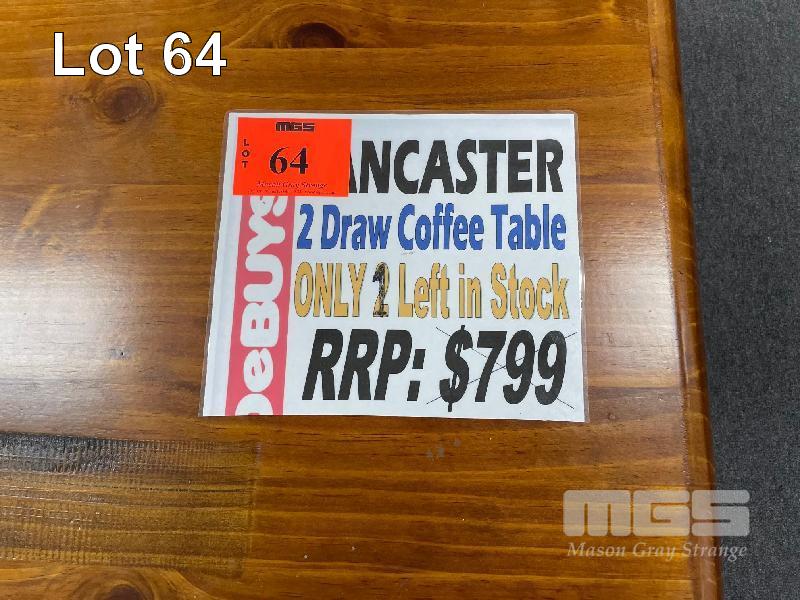 Lot 64
MGS
LOT
64
Mason Gray Strange
ANCASTER
2 Draw Coffee Table
ONLY 2 Left in Stock
RRP: $799
DeBUYS
MGS
Mason Gray Strange